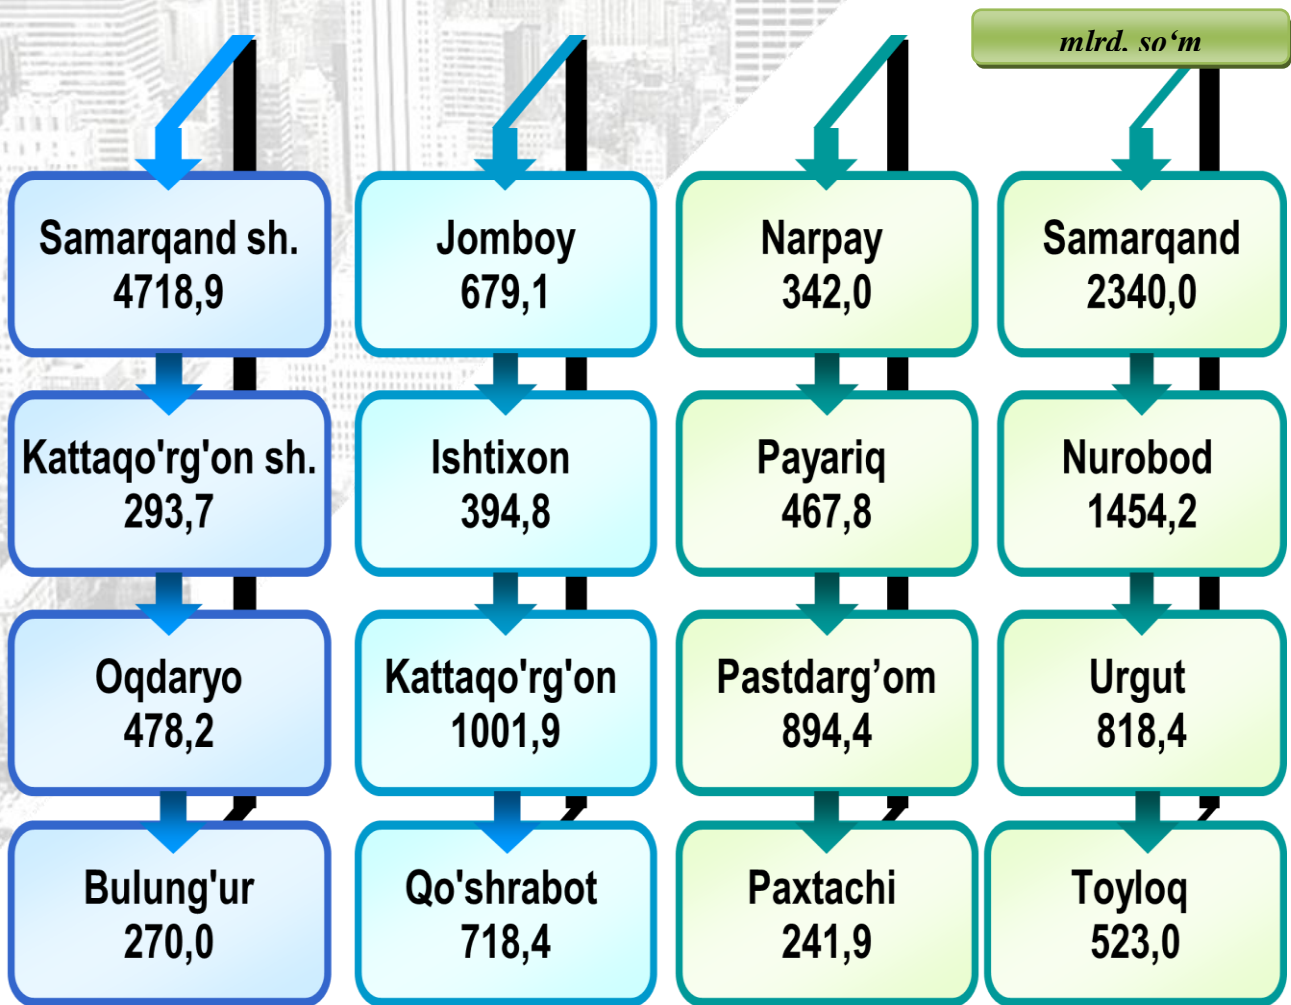 mlrd. so‘m
Samarqand sh.
4718,9
Kattaqo'rg'on sh.
293,7
Oqdaryo
478,2
Bulung'ur
270,0
Jomboy
679,1
Ishtixon
394,8
Kattaqo'rg'on
1001,9
Qo'shrabot
718,4
Narpay
342,0
Payariq
467,8
Pastdarg’om
894,4
Paxtachi
241,9
Samarqand
2340,0
Nurobod
1454,2
Urgut
818,4
Toyloq
523,0